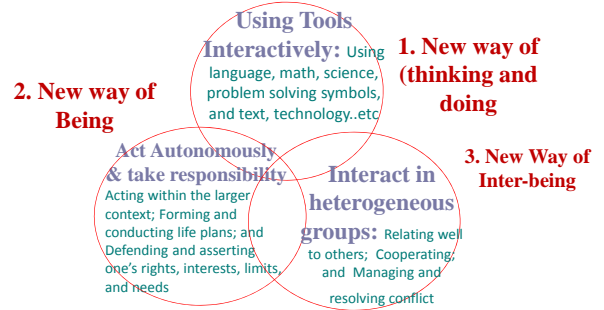 Using Tools
Interactively: Using
language, math, science,
problem solving symbols,
and text, technology..etc
1. New way of
(thinking and
doing
2. New way of
Being
Act Autonomously
& take responsibility
Acting within the larger
context; Forming and
conducting life plans; and
Defending and asserting
one's rights, interests, limits,
and needs
3. New Way of
Inter-being
Interact in
heterogeneous
groups: Relating well
to others; Cooperating;
and Managing and
resolving conflict